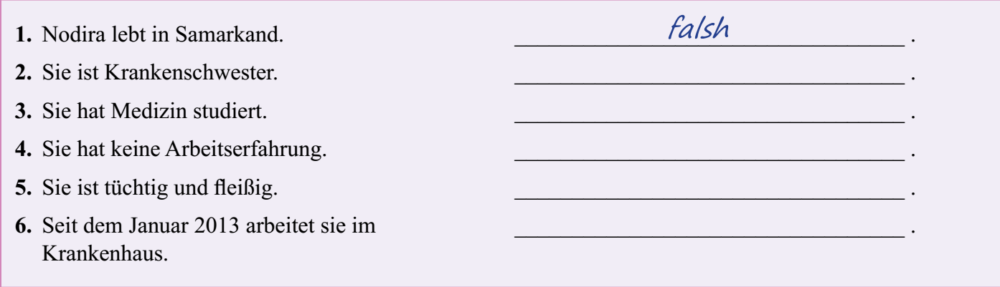 1. Nodira lebt in Samarkand. falsh .
2. Sie ist Krankenschwester. .
3. Sie hat Medizin studiert. .
4. Sie hat keine Arbeitserfahrung. .
5. Sie ist tüchtig und fleißig. .
6. Seit dem Januar 2013 arbeitet sie im .
Krankenhaus.